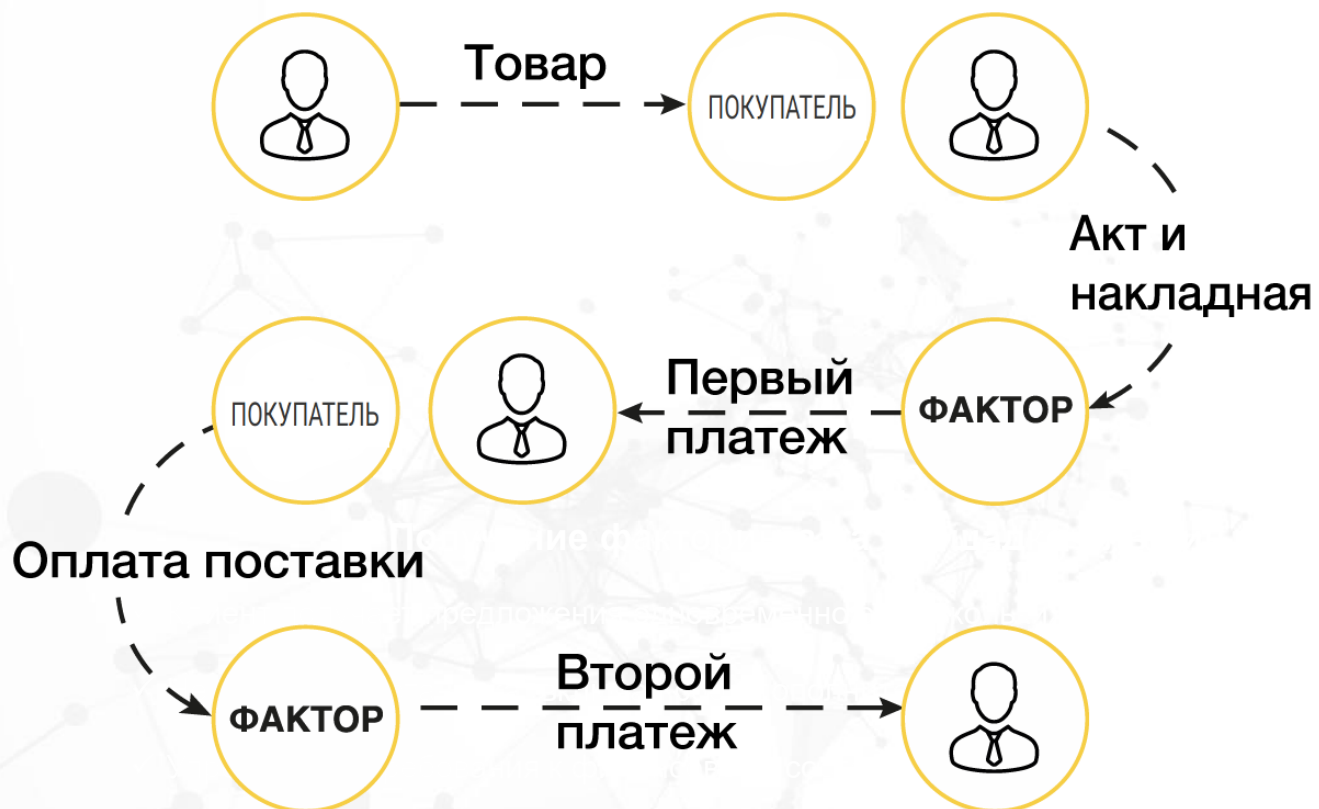 Товар
ПОКУПАТЕЛЬ
Акт и
накладная
ПОКУПАТЕЛЬ
Первый
платеж
ФАКТОР
Оплата поставки
ФАКТОР
Второй
платеж